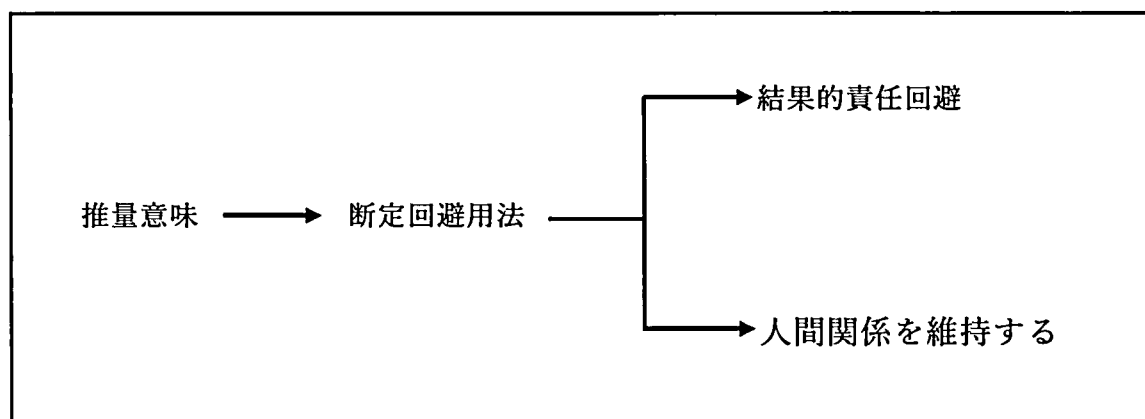 結果的責任回避
推量意味
断定回避用法
人間関係を維持する